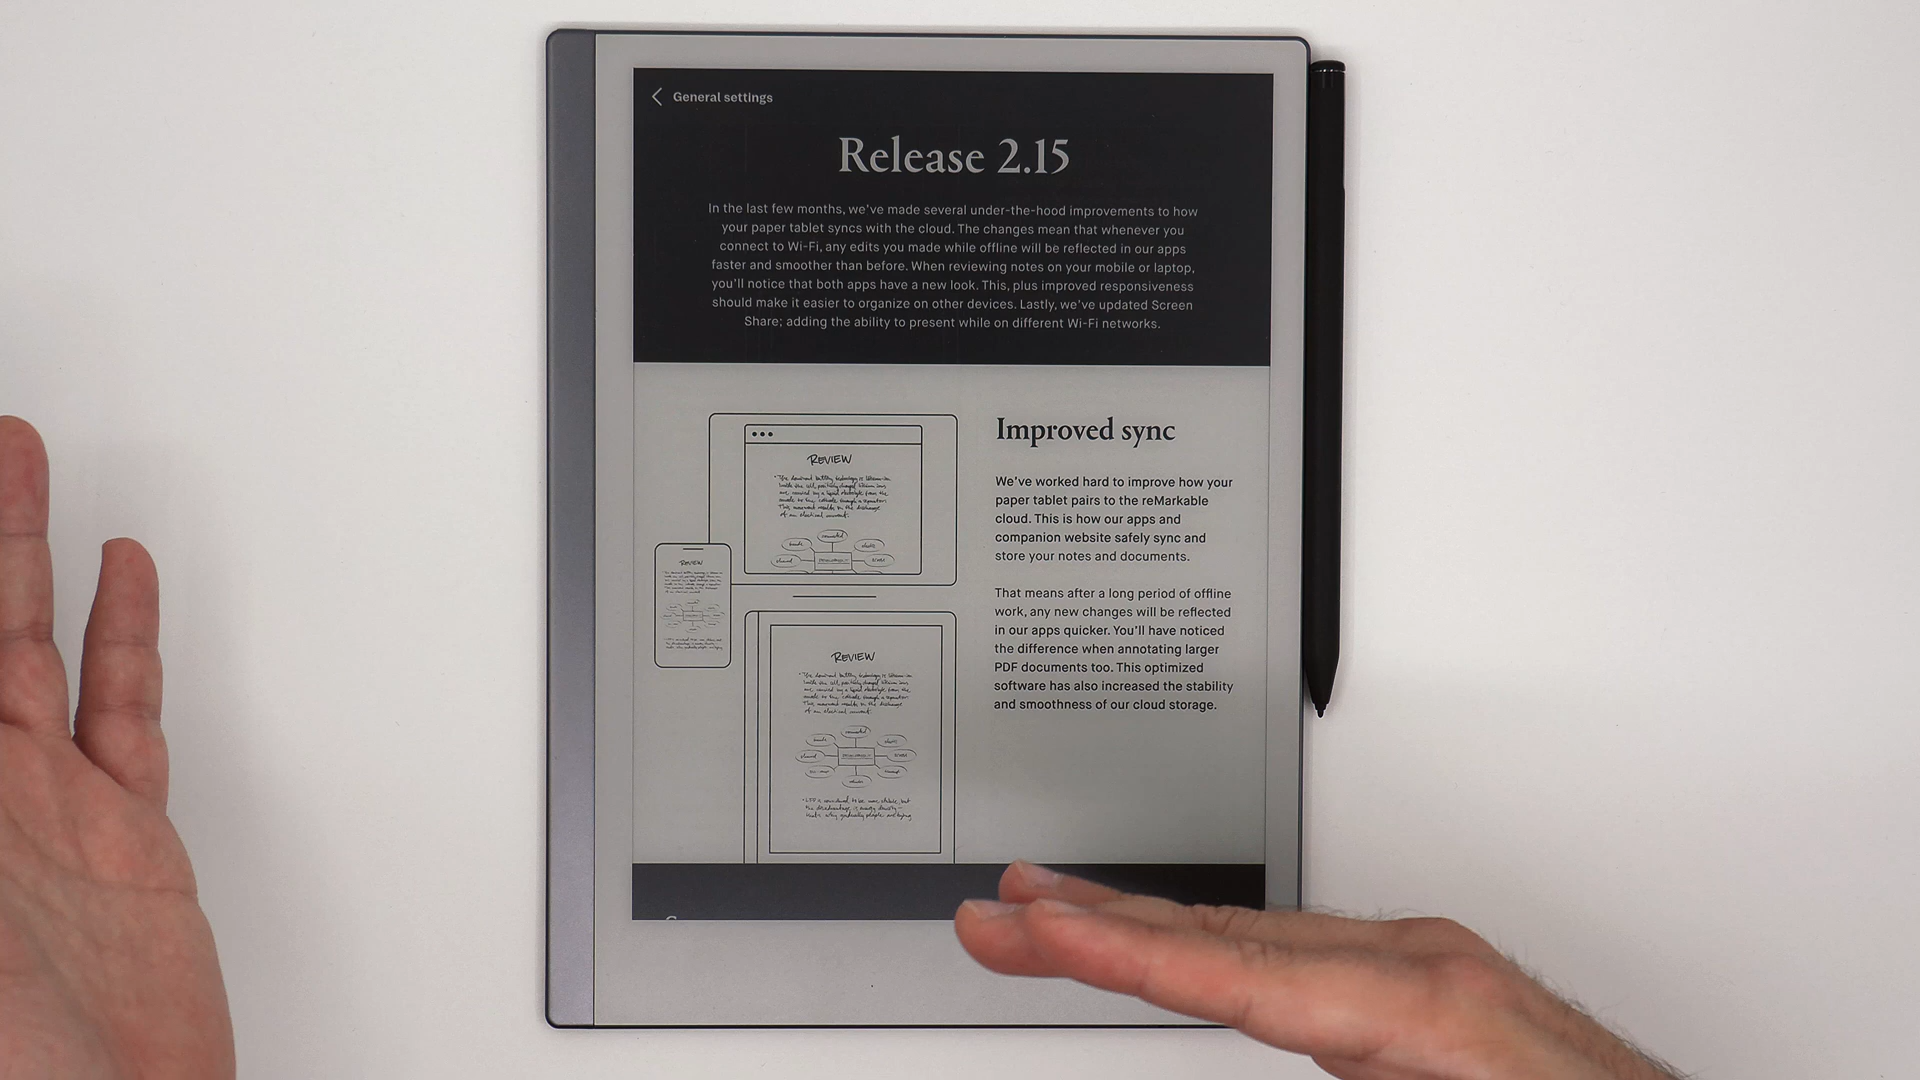 General settings
Release 2.15
In the last few months, we've made several under-the-hood improvements to how
your paper tablet syncs with the cloud. The changes mean that whenever you
connect to Wi-Fi, any edits you made while offline will be reflected in our apps
faster and smoother than before. When reviewing notes on your mobile or laptop,
you'll notice that both apps have a new look. This, plus improved responsiveness
should make it easier to organize on other devices. Lastly, we've updated Screen
Share; adding the ability to present while on different Wi-Fi networks.
Improved sync
We've worked hard to improve how your
paper tablet pairs to the reMarkable
cloud. This is how our apps and
companion website safely sync and
store your notes and documents.
That means after a long period of offline
work, any new changes will be reflected
in our apps quicker. You'll have noticed
the difference when annotating larger
PDF documents too. This optimized
software has also increased the stability
and smoothness of our cloud storage.
REVIEW
REVIEW
REVIEW